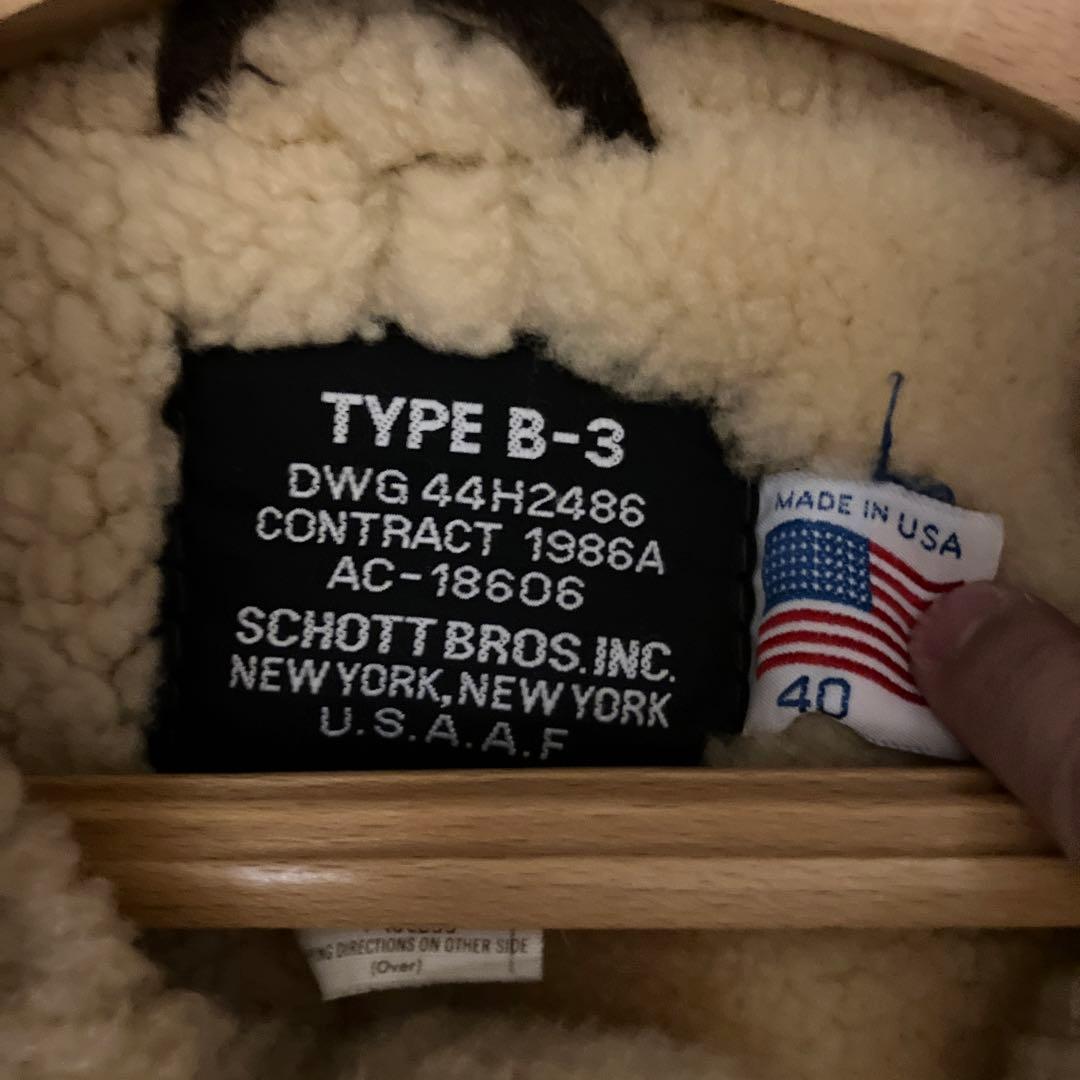 TYPE B-3
DWG 44H2486
CONTRACT 1986A
AC-18606
SCHOTT BROS. INC.
NEW YORK, NEW YORK
U.S.A.A.F
MADE IN USA
40
DIRECTIONS ON OTHER SIDE
(Over)